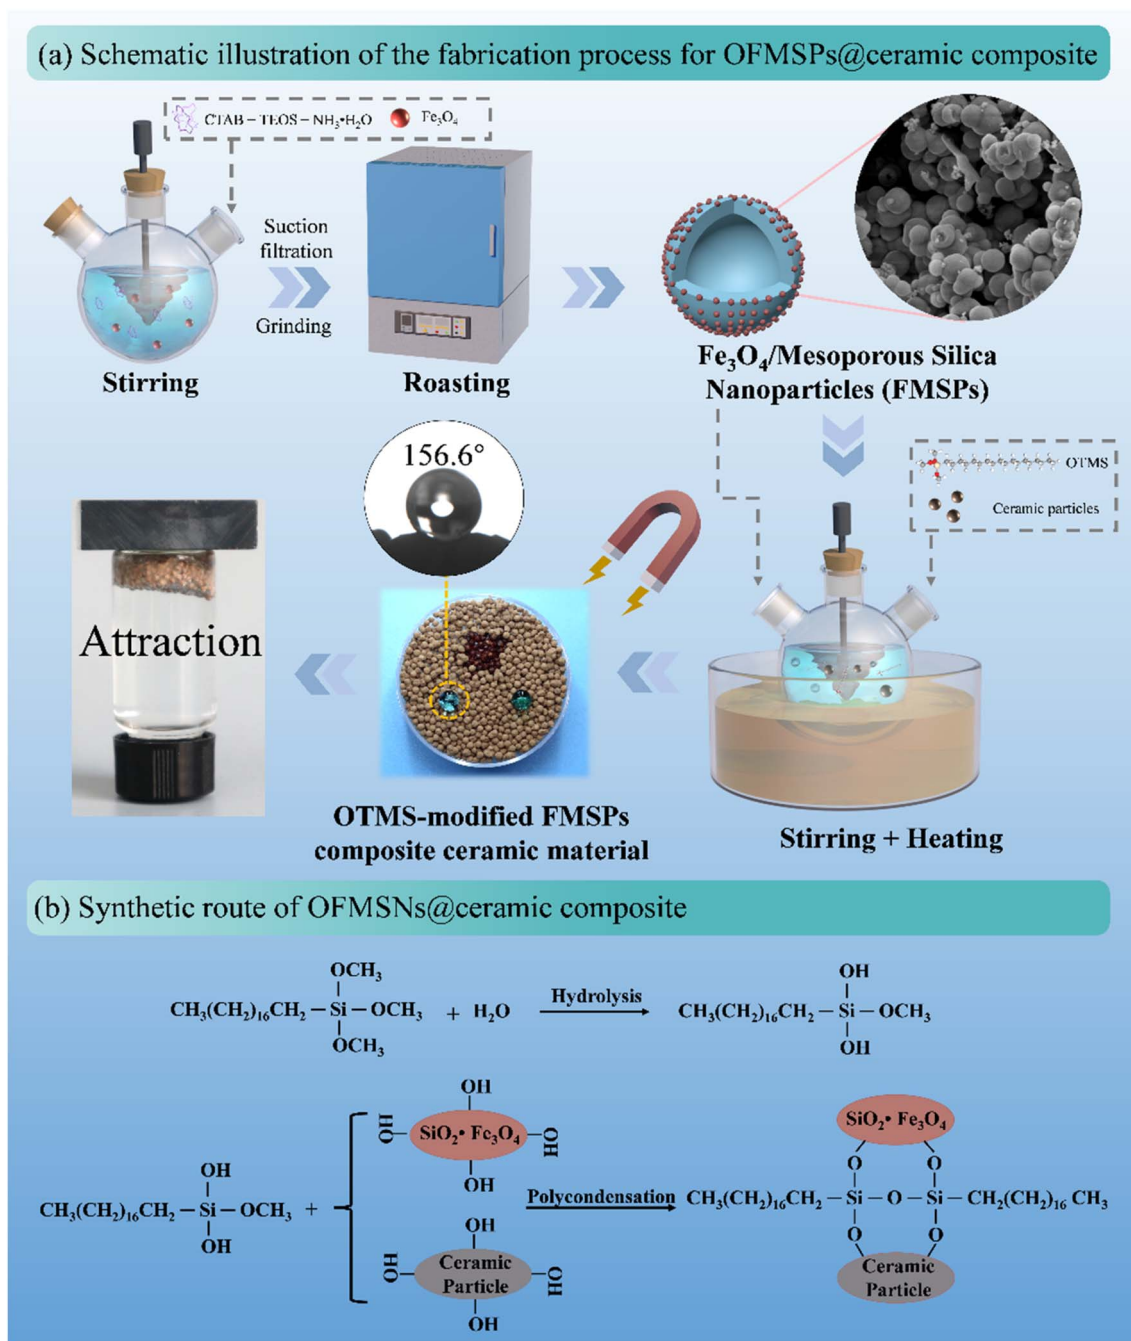 (a) Schematic illustration of the fabrication process for OFMSPs@ceramic composite
CTAB – TEOS – NH₃•H₂O
Fe₃O₄
Suction
filtration
Grinding
Stirring
Roasting
Fe₃O₄/Mesoporous Silica
Nanoparticles (FMSPs)
OTMS
Ceramic particles
156.6°
Attraction
OTMS-modified FMSPs
composite ceramic material
Stirring + Heating
(b) Synthetic route of OFMSNs@ceramic composite
OCH₃
CH₃(CH₂)₁₆CH₂ – Si – OCH₃ + H₂O
OCH₃
Hydrolysis
OH
CH₃(CH₂)₁₆CH₂ – Si – OCH₃
OH
OH
CH₃(CH₂)₁₆CH₂ – Si – OCH₃ +
OH
OH
OH SiO₂• Fe₃O₄ OH
OH
OH
OH Ceramic OH
Particle
OH
Polycondensation
SiO₂• Fe₃O₄
O O
CH₃(CH₂)₁₆CH₂ – Si – O – Si – CH₂(CH₂)₁₆ CH₃
O O
Ceramic
Particle